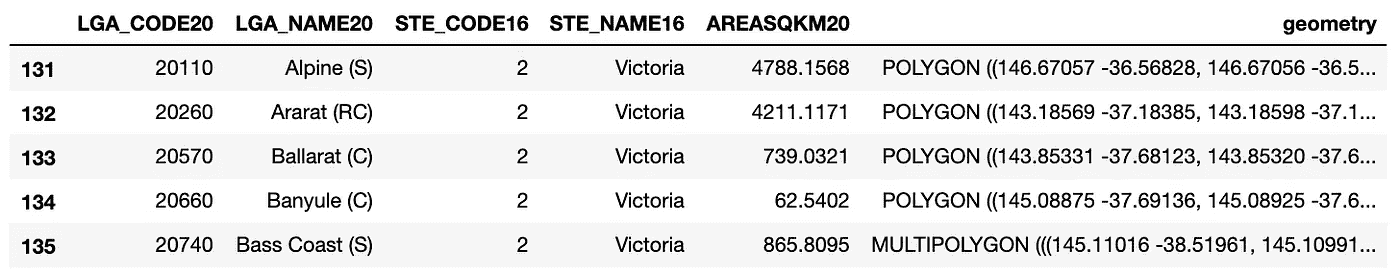 LGA_CODE20 LGA_NAME20 STE_CODE16 STE_NAME16 AREASQKM20 geometry
131 20110 Alpine (S) 2 Victoria 4788.1568 POLYGON ((146.67057 -36.56828, 146.67056 -36.5...
132 20260 Ararat (RC) 2 Victoria 4211.1171 POLYGON ((143.18569 -37.18385, 143.18598 -37.1...
133 20570 Ballarat (C) 2 Victoria 739.0321 POLYGON ((143.85331 -37.68123, 143.85320 -37.6...
134 20660 Banyule (C) 2 Victoria 62.5402 POLYGON ((145.08875 -37.69136, 145.08925 -37.6...
135 20740 Bass Coast (S) 2 Victoria 865.8095 MULTIPOLYGON (((145.11016 -38.51961, 145.10991...